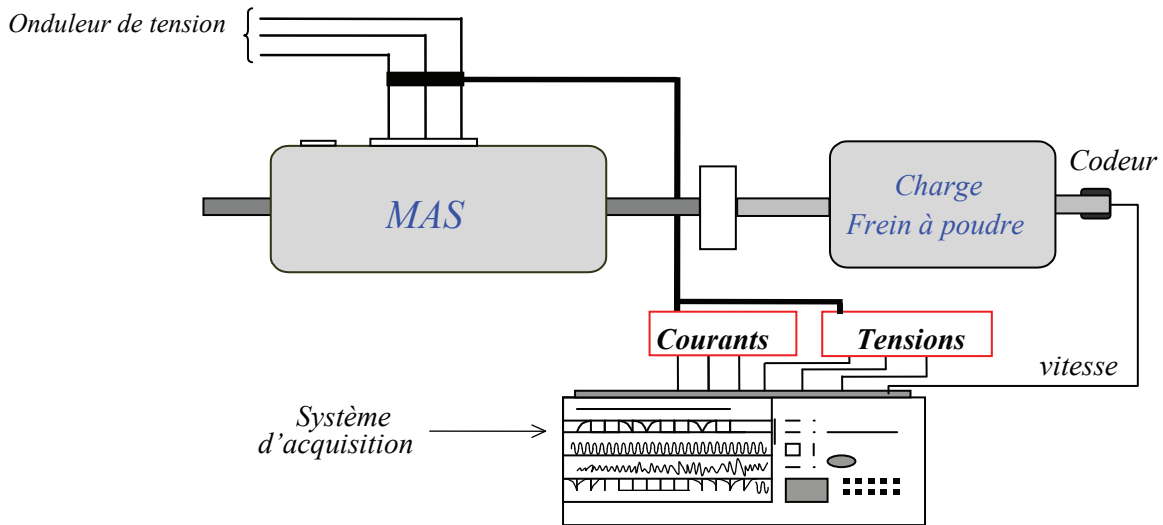 Onduleur de tension
MAS
Charge
Frein à poudre
Codeur
Courants
Tensions
vitesse
Système
d'acquisition